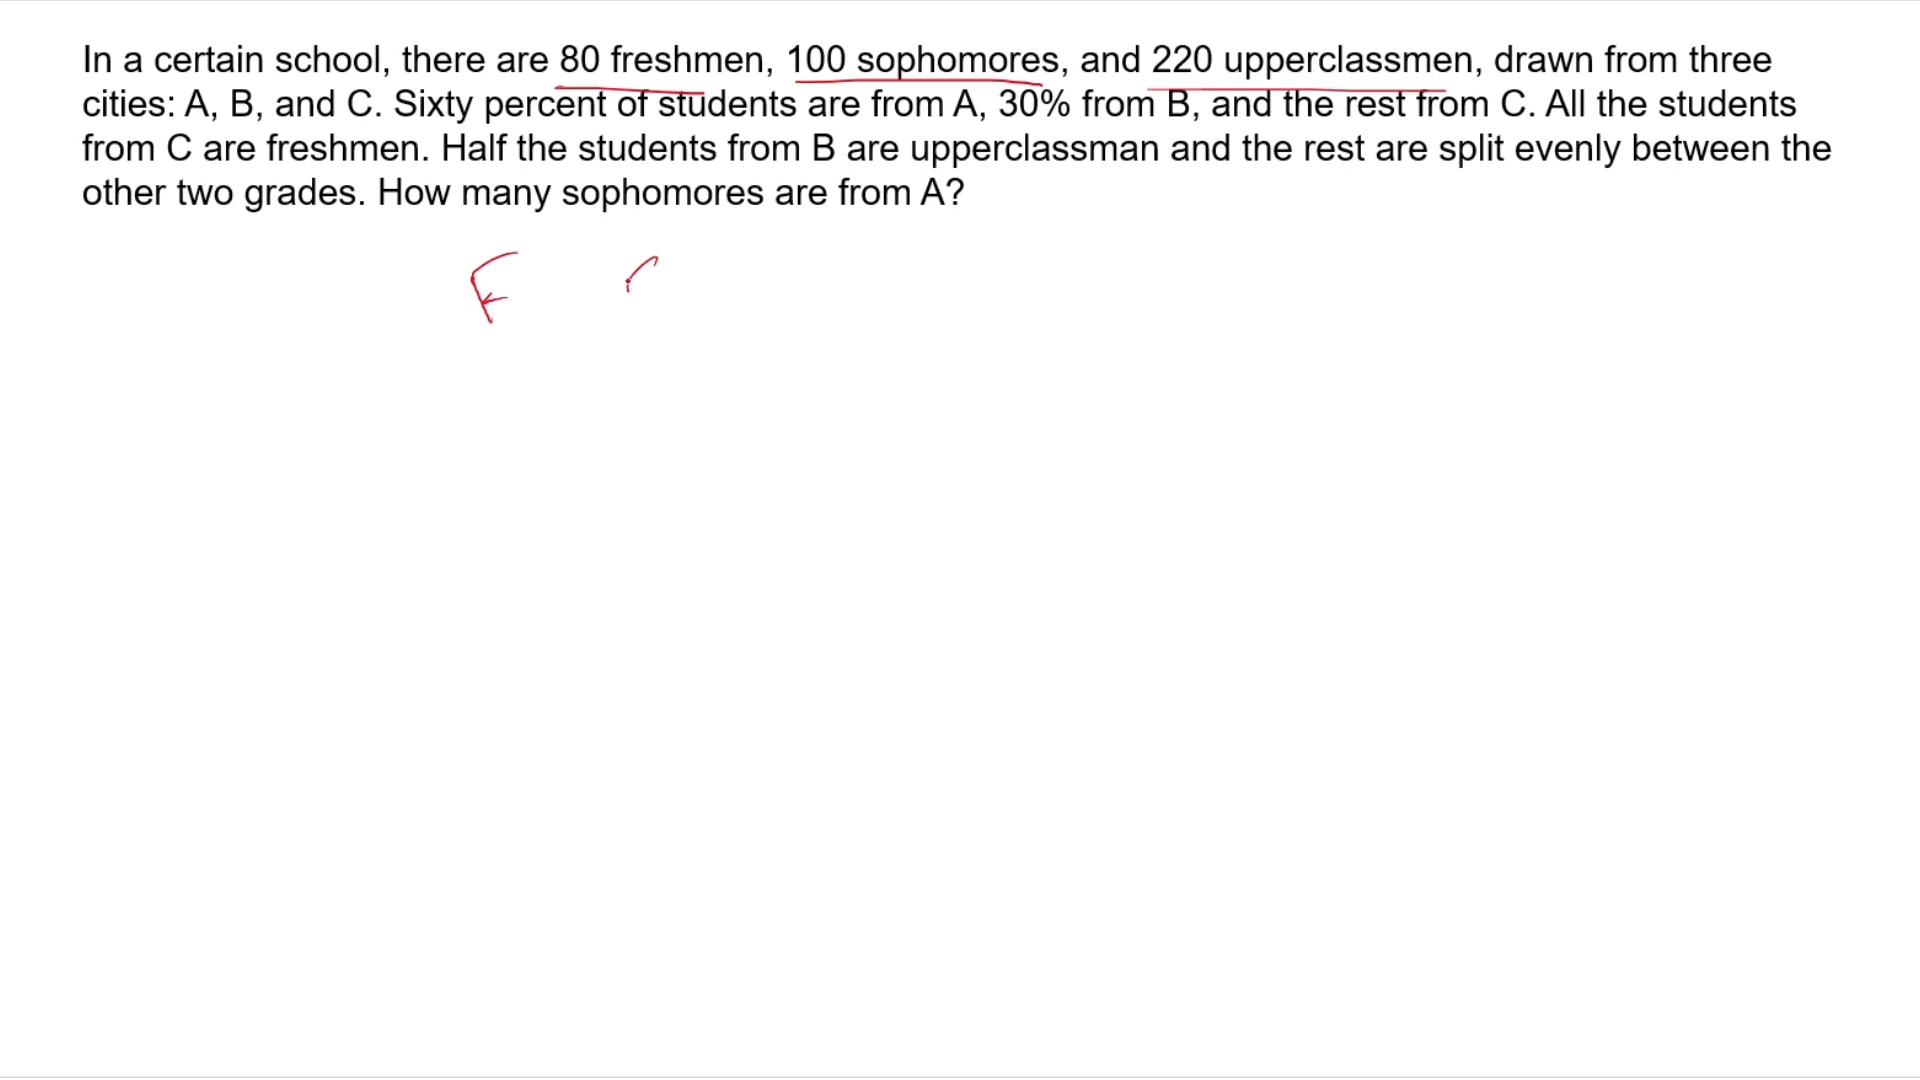 In a certain school, there are 80 freshmen, 100 sophomores, and 220 upperclassmen, drawn from three
cities: A, B, and C. Sixty percent of students are from A, 30% from B, and the rest from C. All the students
from C are freshmen. Half the students from B are upperclassman and the rest are split evenly between the
other two grades. How many sophomores are from A?
F